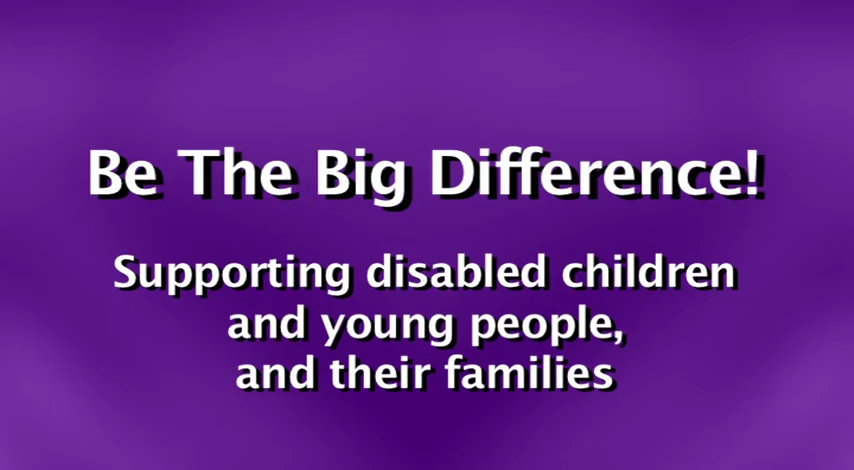 Be The Big Difference!
Supporting disabled children
and young people,
and their families